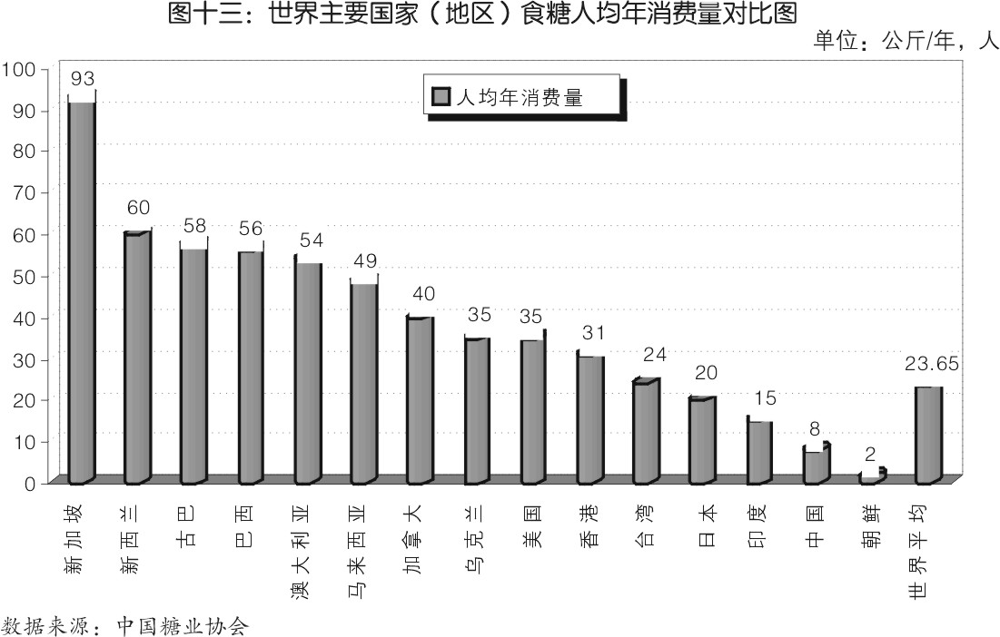 图十三：世界主要国家（地区）食糖人均年消费量对比图
单位：公斤/年，人
人均年消费量
100
90
80
70
60
50
40
30
20
10
0
93
60
58
56
54
49
40
35
35
31
24
20
15
8
2
23.65
新加坡
新西兰
古巴
巴西
澳大利亚
马来西亚
加拿大
乌克兰
美国
香港
台湾
日本
印度
中国
朝鲜
世界平均
数据来源：中国糖业协会